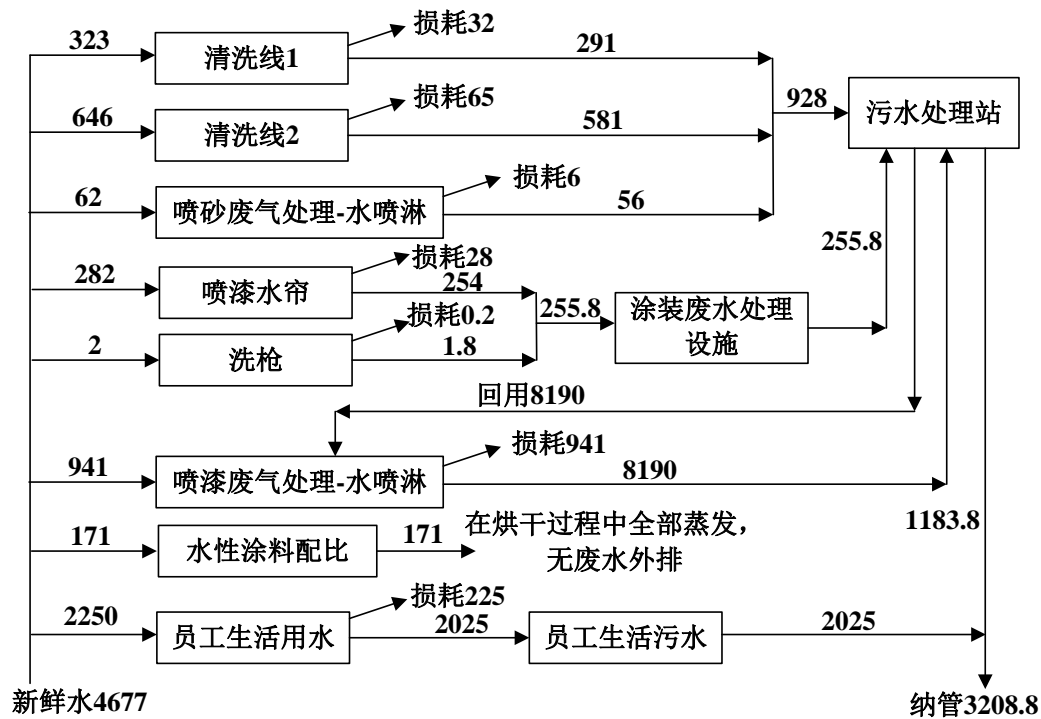 323
清洗线1
损耗32
291
646
清洗线2
损耗65
581
928
污水处理站
62
喷砂废气处理-水喷淋
损耗6
56
282
喷漆水帘
损耗28
254
2
洗枪
损耗0.2
1.8
255.8
涂装废水处理
设施
255.8
回用8190
941
喷漆废气处理-水喷淋
损耗941
8190
171
水性涂料配比
171
在烘干过程中全部蒸发，
无废水外排
1183.8
2250
员工生活用水
损耗225
2025
员工生活污水
2025
新鲜水4677
纳管3208.8